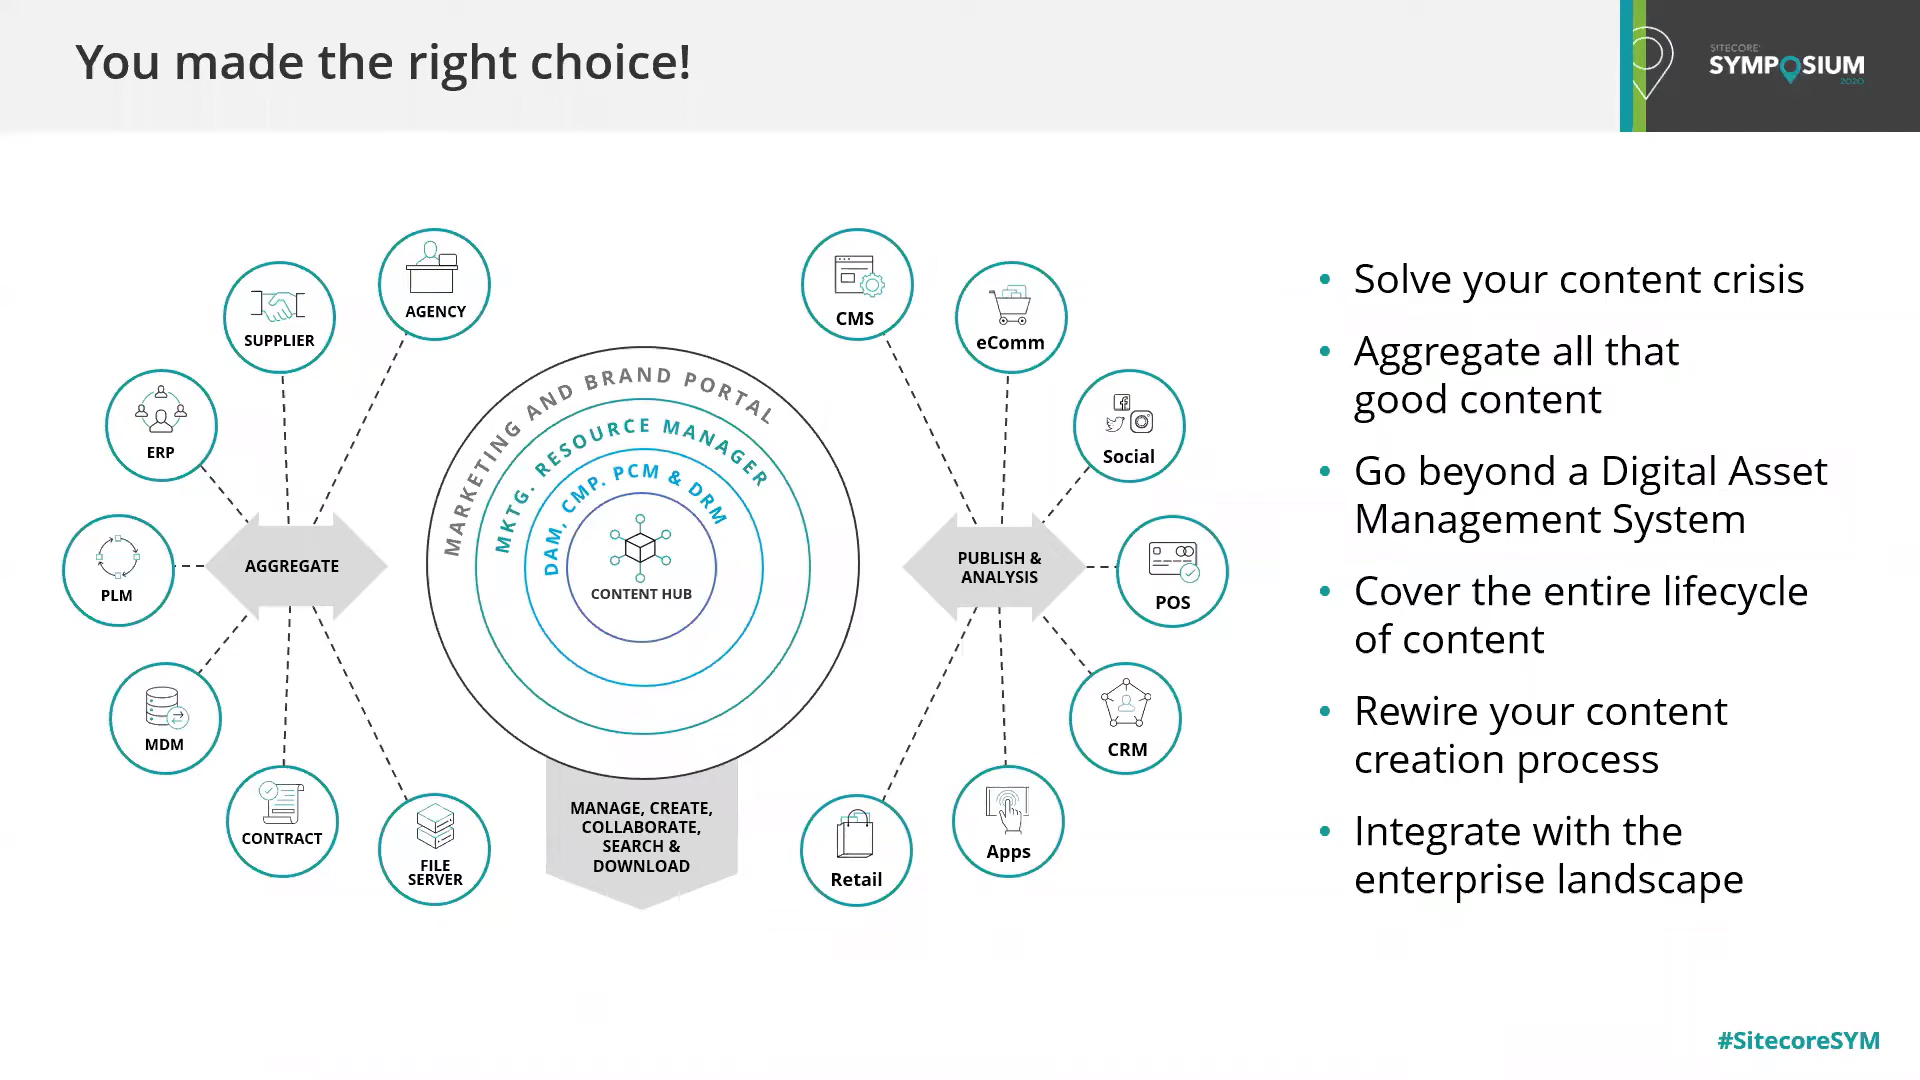 You made the right choice!
SITECORE
SYMPOSIUM
2020
AGENCY
SUPPLIER
ERP
PLM
MDM
CONTRACT
FILE
SERVER
AGGREGATE
MARKETING AND BRAND PORTAL
MKTG. RESOURCE MANAGER
DAM, CMP. PCM & DRM
CONTENT HUB
MANAGE, CREATE,
COLLABORATE,
SEARCH &
DOWNLOAD
PUBLISH &
ANALYSIS
CMS
eComm
Social
POS
CRM
Apps
Retail
• Solve your content crisis
• Aggregate all that
good content
• Go beyond a Digital Asset
Management System
• Cover the entire lifecycle
of content
• Rewire your content
creation process
• Integrate with the
enterprise landscape
#SitecoreSYM